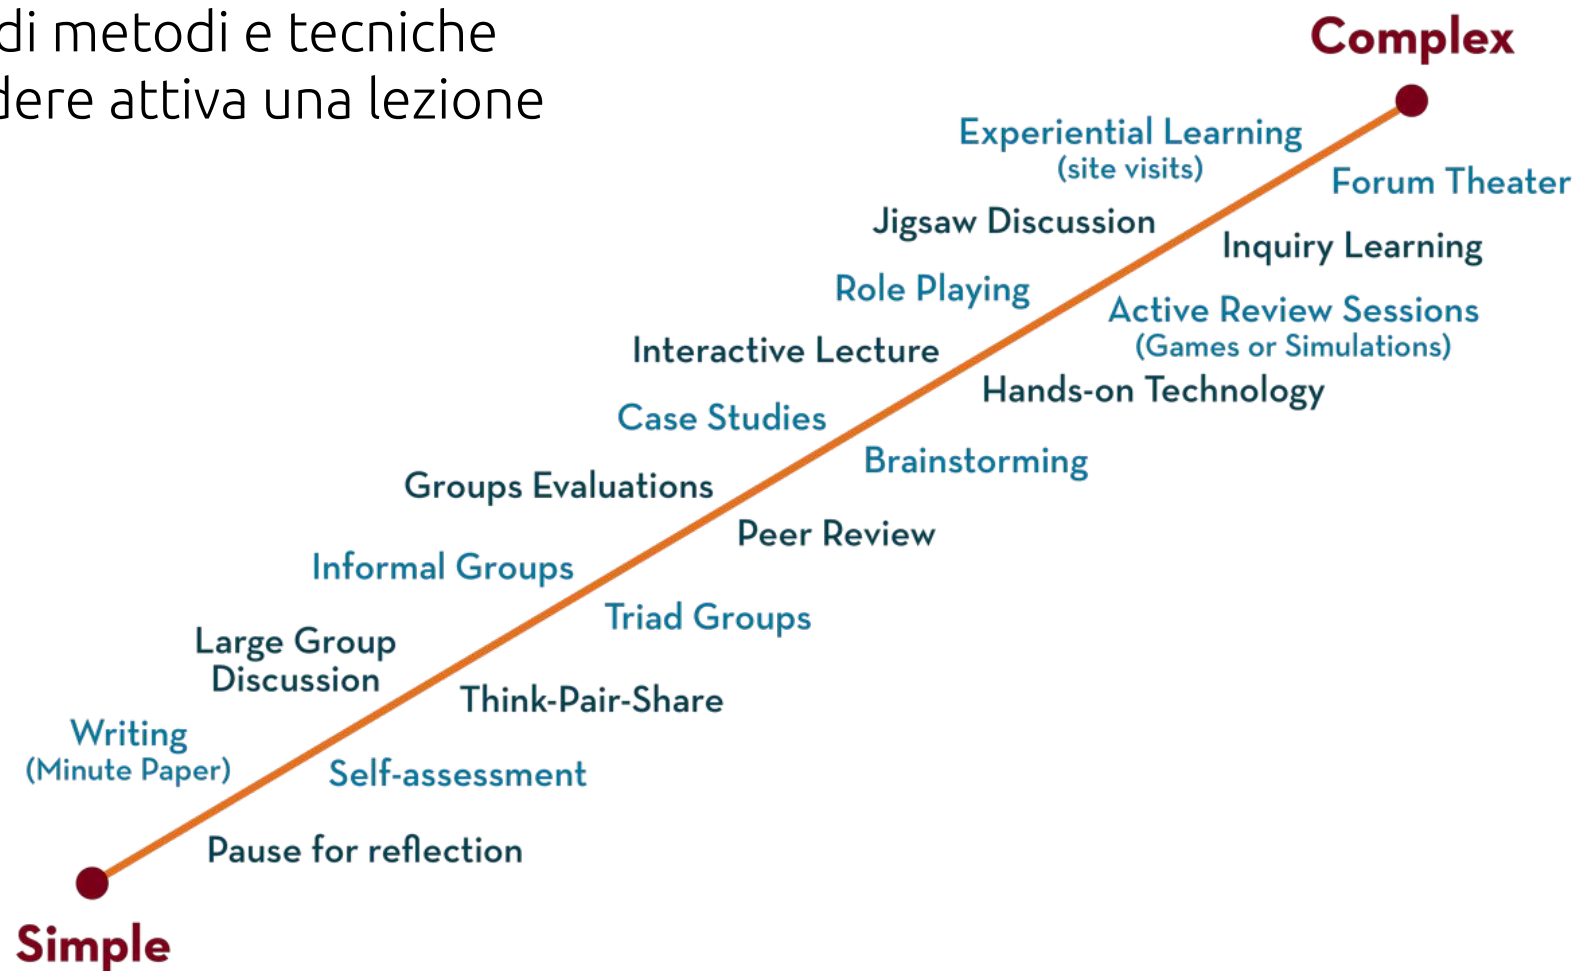 di metodi e tecniche
attiva una lezione
Complex
Experiential Learning
(site visits)
Forum Theater
Jigsaw Discussion
Inquiry Learning
Role Playing
Active Review Sessions
(Games or Simulations)
Interactive Lecture
Hands-on Technology
Case Studies
Brainstorming
Groups Evaluations
Peer Review
Informal Groups
Triad Groups
Large Group
Discussion
Think-Pair-Share
Writing
(Minute Paper)
Self-assessment
Pause for reflection
Simple